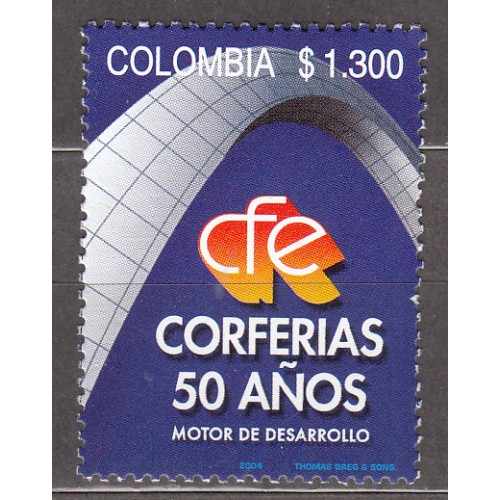 COLOMBIA $ 1.300
cfe
CORFERIAS
50 AÑOS
MOTOR DE DESARROLLO
2004 THOMAS GREG & SONS.